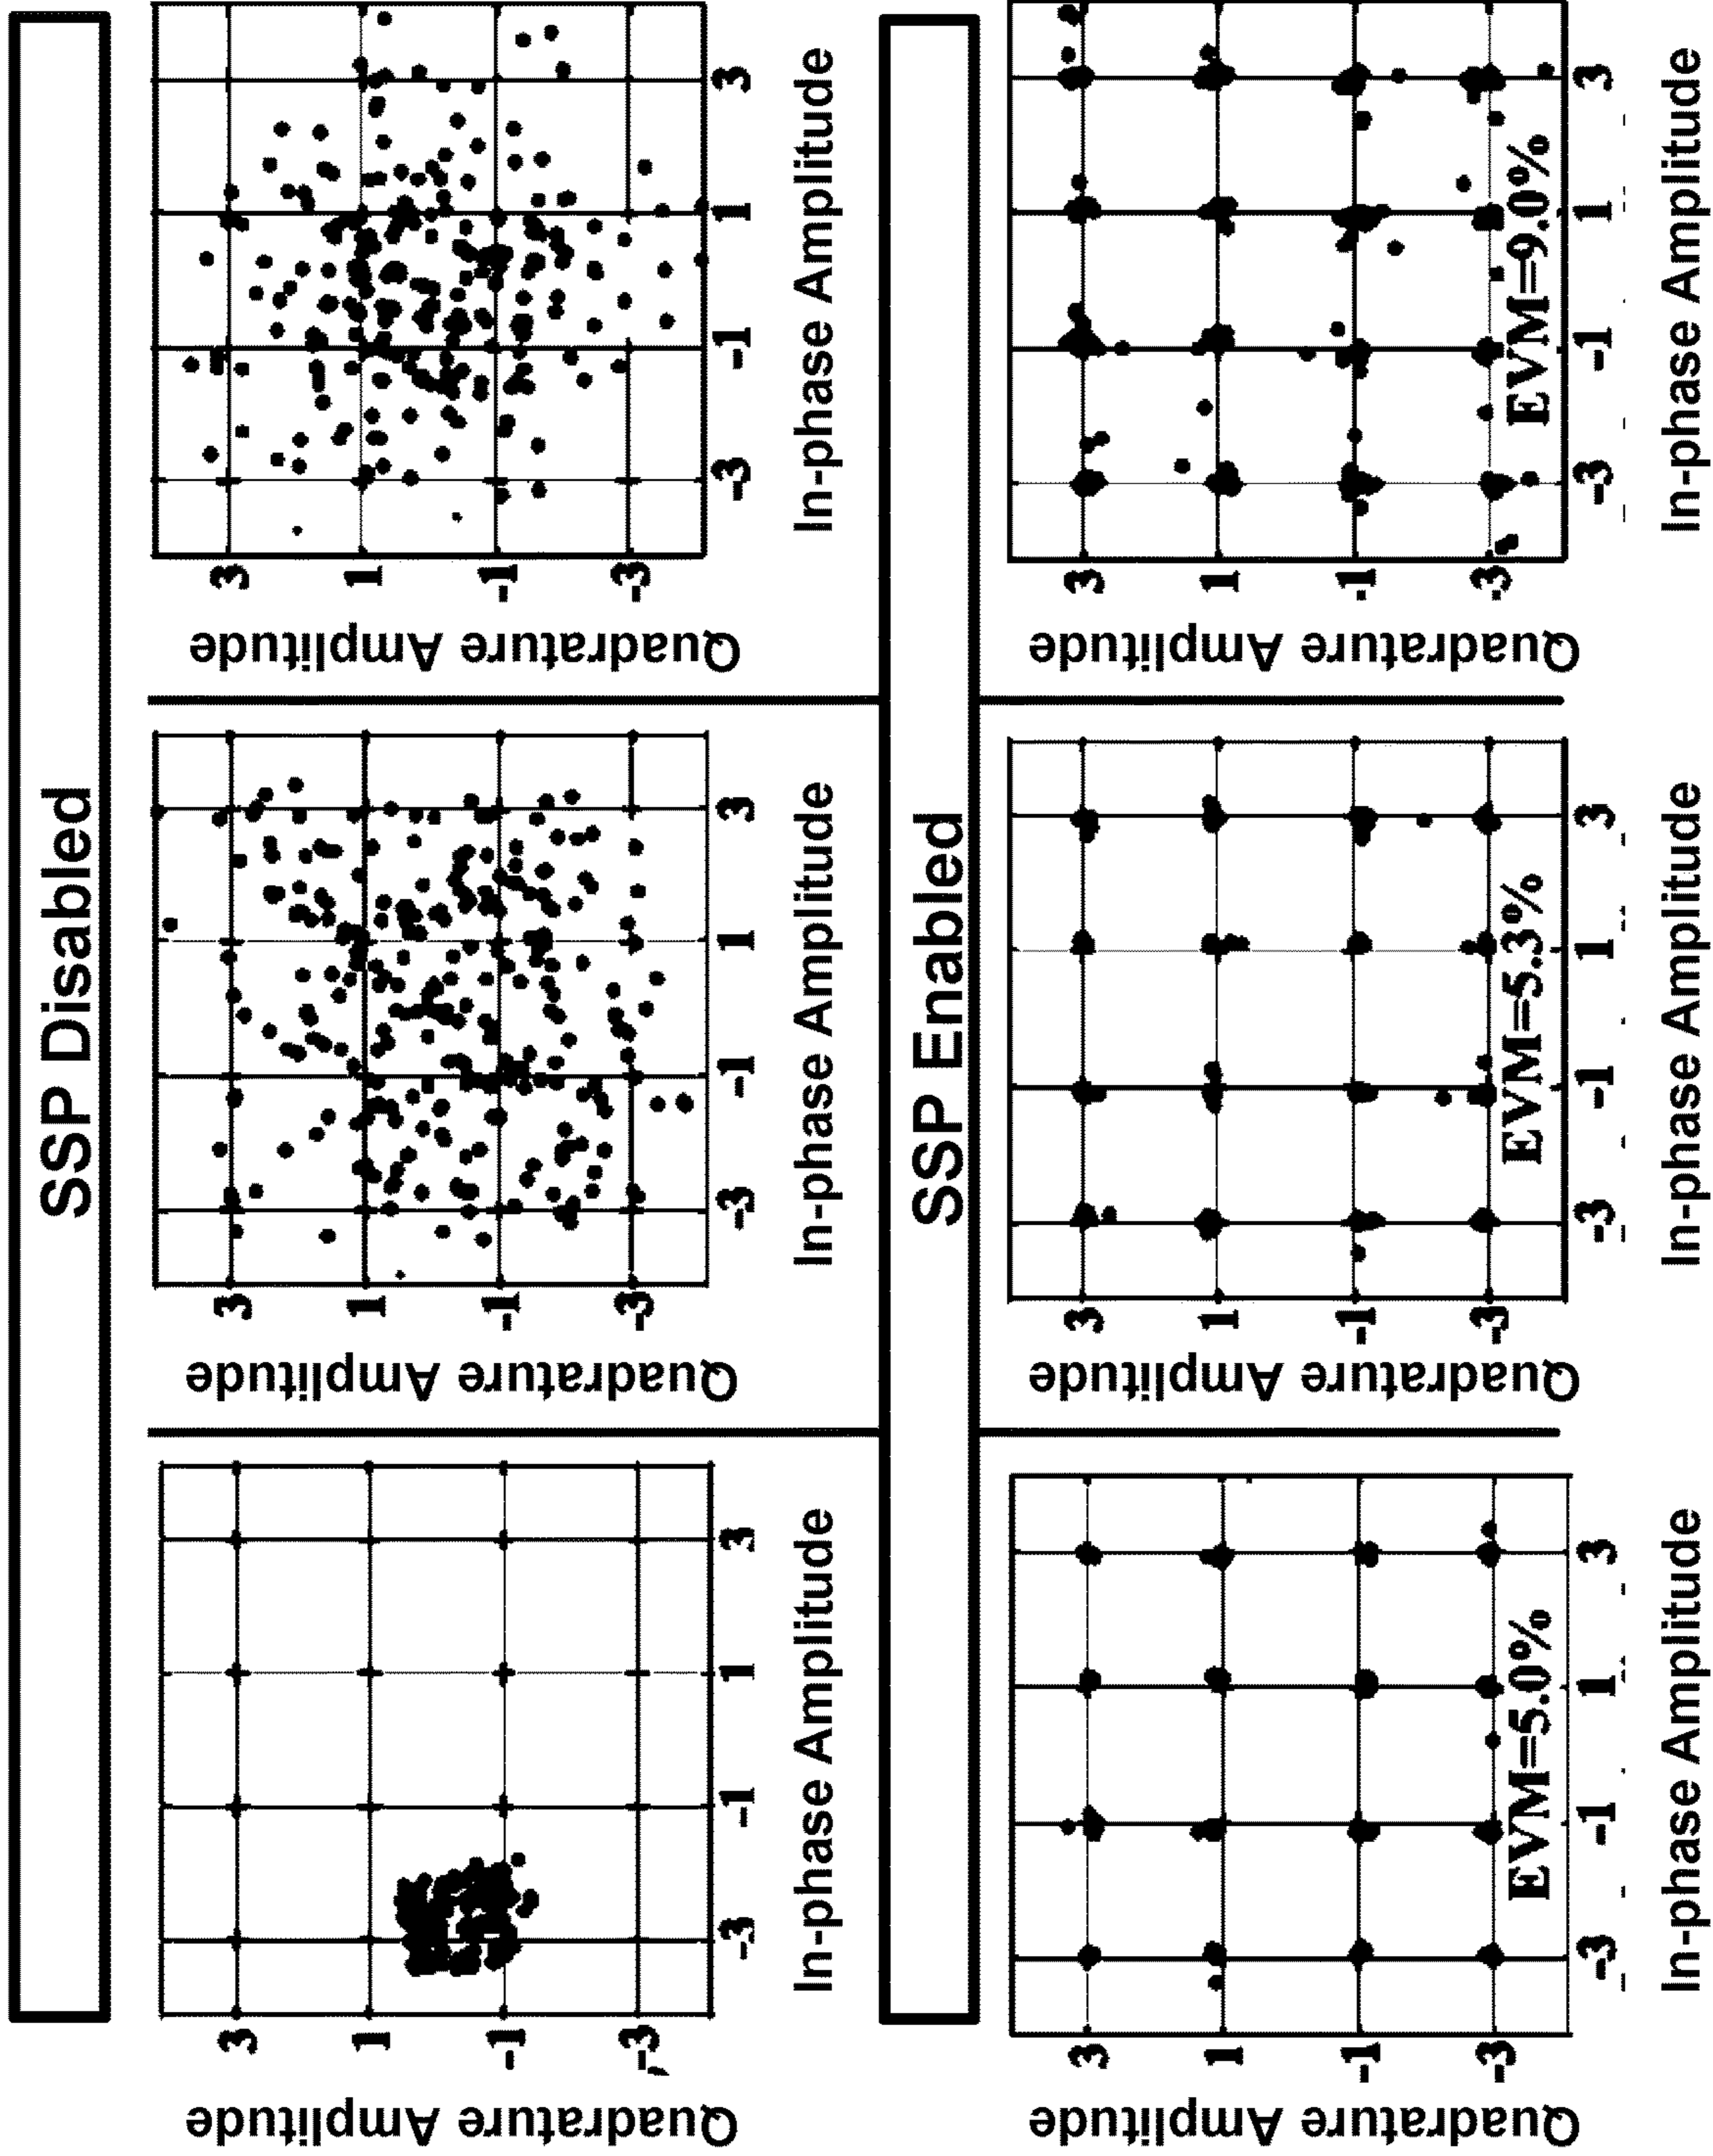 SSP Disabled
Quadrature Amplitude
3
1
-1
-3
-3 -1 1 3
In-phase Amplitude
Quadrature Amplitude
3
1
-1
-3
-3 -1 1 3
In-phase Amplitude
Quadrature Amplitude
3
1
-1
-3
-3 -1 1 3
In-phase Amplitude
SSP Enabled
Quadrature Amplitude
3
1
-1
-3
EVM=5.0%
-3 -1 1 3
In-phase Amplitude
Quadrature Amplitude
3
1
-1
-3
EVM=5.3%
-3 -1 1 3
In-phase Amplitude
Quadrature Amplitude
3
1
-1
-3
EVM=9.0%
-3 -1 1 3
In-phase Amplitude